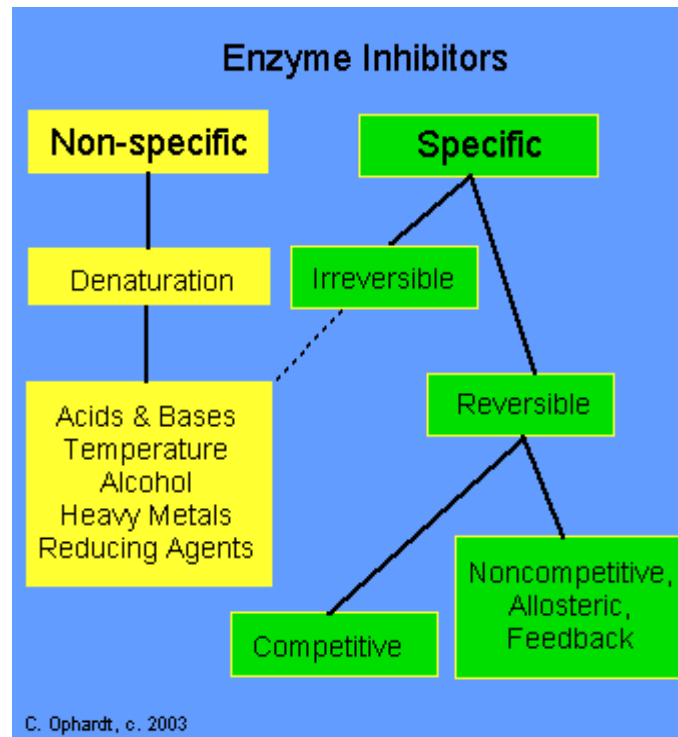 Enzyme Inhibitors
Non-specific
Specific
Denaturation
Irreversible
Acids & Bases
Temperature
Alcohol
Heavy Metals
Reducing Agents
Reversible
Competitive
Noncompetitive,
Allosteric,
Feedback
C. Ophardt, c. 2003